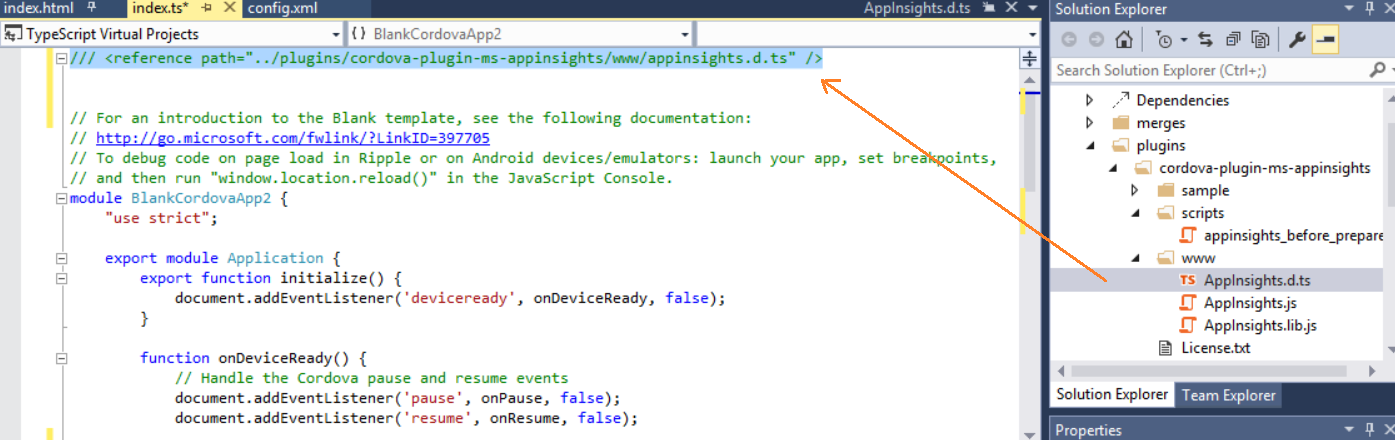 index.html
index.ts*
config.xml
AppInsights.d.ts
TypeScript Virtual Projects
{ } BlankCordovaApp2
/// <reference path="../plugins/cordova-plugin-ms-appinsights/www/appinsights.d.ts" />
// For an introduction to the Blank template, see the following documentation:
// http://go.microsoft.com/fwlink/?LinkID=397705
// To debug code on page load in Ripple or on Android devices/emulators: launch your app, set breakpoints,
// and then run "window.location.reload()" in the JavaScript Console.
module BlankCordovaApp2 {
"use strict";
export module Application {
export function initialize() {
document.addEventListener('deviceready', onDeviceReady, false);
}
function onDeviceReady() {
// Handle the Cordova pause and resume events
document.addEventListener('pause', onPause, false);
document.addEventListener('resume', onResume, false);
Solution Explorer
Search Solution Explorer (Ctrl+;)
Dependencies
merges
plugins
cordova-plugin-ms-appinsights
sample
scripts
appinsights_before_prepare
www
TS AppInsights.d.ts
AppInsights.js
AppInsights.lib.js
License.txt
Solution Explorer
Team Explorer
Properties